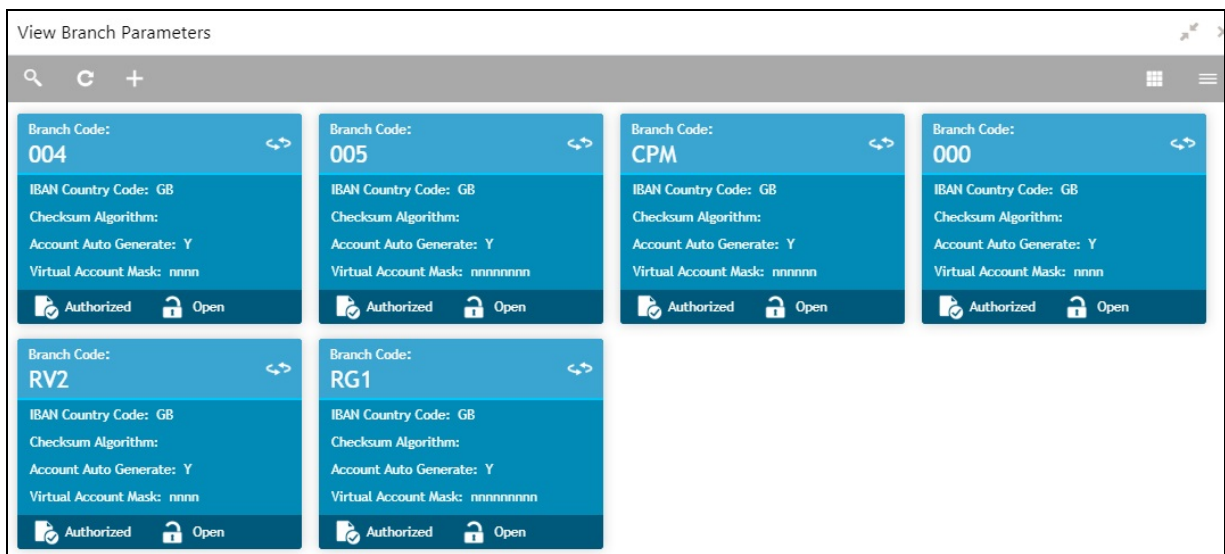 View Branch Parameters
Branch Code: Branch Code: Branch Code: Branch Code:
004 005 CPM 000
IBAN Country Code: GB IBAN Country Code: GB IBAN Country Code: GB IBAN Country Code: GB
Checksum Algorithm: Checksum Algorithm: Checksum Algorithm: Checksum Algorithm:
Account Auto Generate: Y Account Auto Generate: Y Account Auto Generate: Y Account Auto Generate: Y
Virtual Account Mask: nnnn Virtual Account Mask: nnnnnnnn Virtual Account Mask: nnnnnn Virtual Account Mask: nnnn
Authorized Open Authorized Open Authorized Open Authorized Open
Branch Code: Branch Code:
RV2 RG1
IBAN Country Code: GB IBAN Country Code: GB
Checksum Algorithm: Checksum Algorithm:
Account Auto Generate: Y Account Auto Generate: Y
Virtual Account Mask: nnnn Virtual Account Mask: nnnnnnnnn
Authorized Open Authorized Open